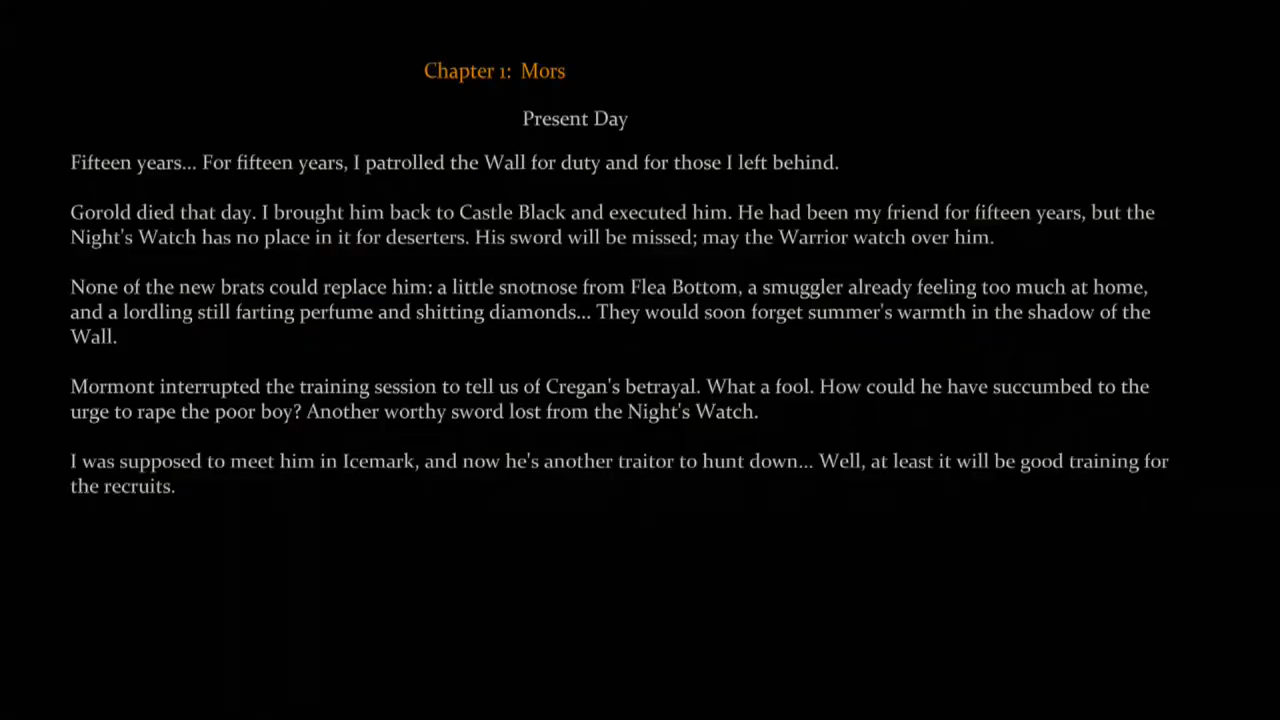 Chapter 1: Mors
Present Day
Fifteen years... For fifteen years, I patrolled the Wall for duty and for those I left behind.
Gorold died that day. I brought him back to Castle Black and executed him. He had been my friend for fifteen years, but the
Night's Watch has no place in it for deserters. His sword will be missed; may the Warrior watch over him.
None of the new brats could replace him: a little snotnose from Flea Bottom, a smuggler already feeling too much at home,
and a lordling still farting perfume and shitting diamonds... They would soon forget summer's warmth in the shadow of the
Wall.
Mormont interrupted the training session to tell us of Cregan's betrayal. What a fool. How could he have succumbed to the
urge to rape the poor boy? Another worthy sword lost from the Night's Watch.
I was supposed to meet him in Icemark, and now he's another traitor to hunt down... Well, at least it will be good training for
the recruits.